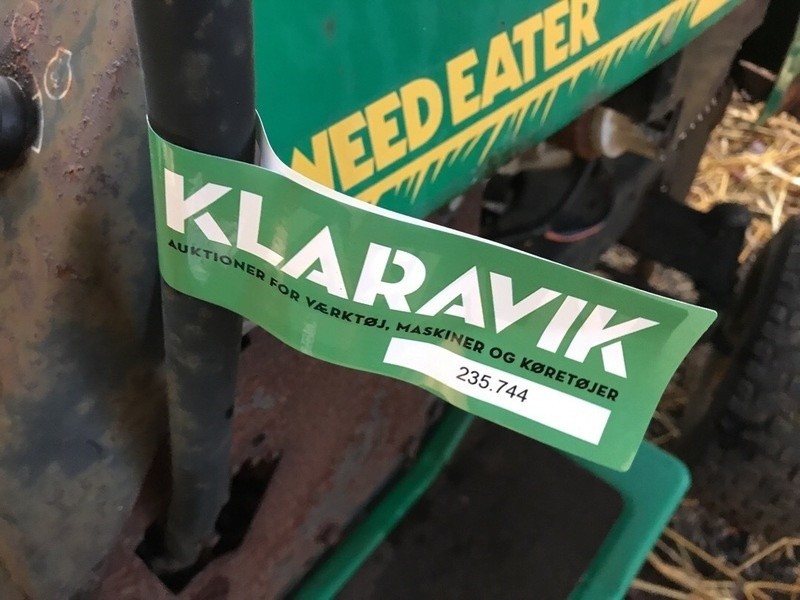 WEED EATER
KLARAVIK
AUKTIONER FOR VÆRKTØJ, MASKINER OG KØRETØJER
235.744